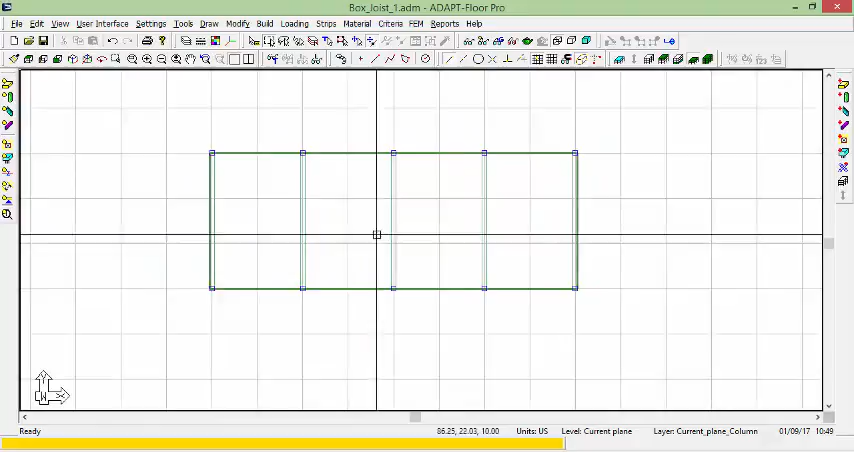 Box_Joist_1.adm - ADAPT-Floor Pro
File Edit View User Interface Settings Tools Draw Modify Build Loading Strips Material Criteria FEM Reports Help
Y
W X
Ready 86.25, 22.03, 10.00 Units: US Level: Current plane Layer: Current_plane_Column 01/09/17 10:49